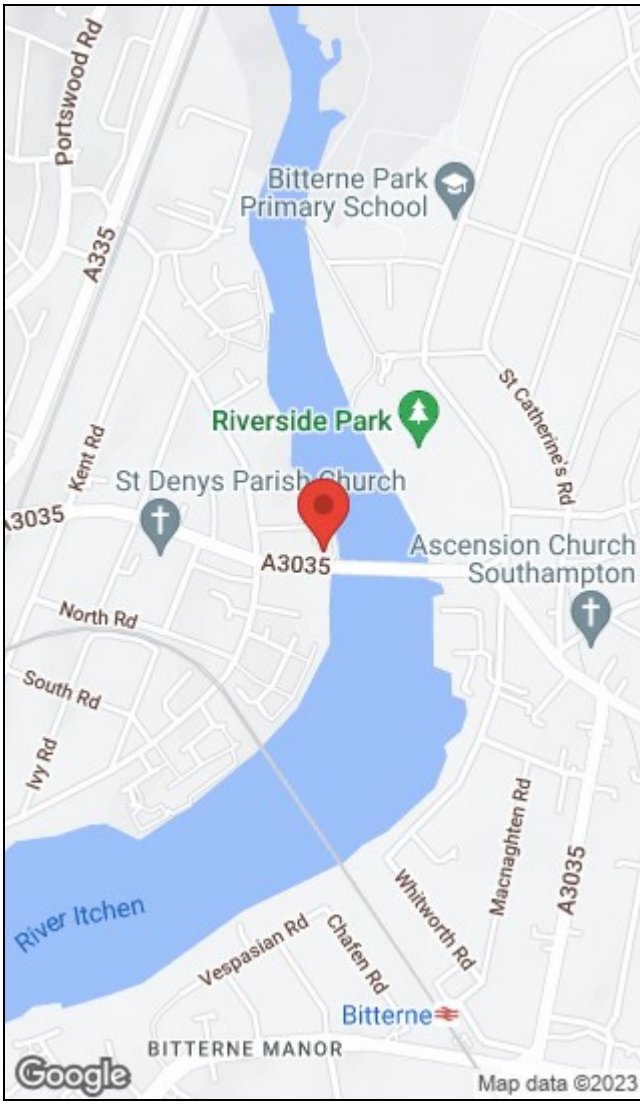 Portswood Rd
A335
Bitterne Park
Primary School
St Catherine's Rd
Riverside Park
Kent Rd
St Denys Parish Church
A3035
A3035
Ascension Church
Southampton
North Rd
South Rd
Ivy Rd
Macnaghten Rd
A3035
Whitworth Rd
River Itchen
Vespasian Rd
Chafen Rd
Bitterne
BITTERNE MANOR
Google
Map data ©2023